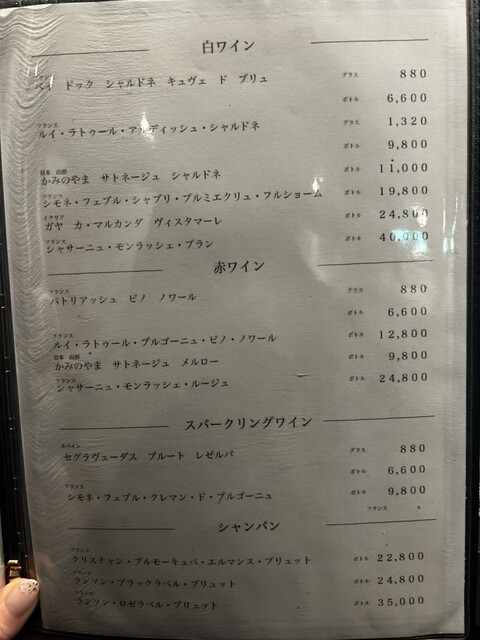 白ワイン
ペイ ドック シャルドネ キュヴェ ド ブリュ グラス 880
ボトル 6,600
フランス
ルイ・ラトゥール・アルディッシュ・シャルドネ グラス 1,320
ボトル 9,800
日本 山形
かみのやま サトネージュ シャルドネ ボトル 11,000
フランス
シモネ・フェブル・シャブリ・プルミエクリュ・フルショーム ボトル 19,800
イタリア
ガヤ カ・マルカンダ ヴィスタマーレ ボトル 24,800
フランス
シャサーニュ・モンラッシェ・ブラン ボトル 40,000
赤ワイン
フランス
パトリアッシュ ピノ ノワール グラス 880
ボトル 6,600
フランス
ルイ・ラトゥール・ブルゴーニュ・ピノ・ノワール ボトル 12,800
日本 山形
かみのやま サトネージュ メルロー ボトル 9,800
フランス
シャサーニュ・モンラッシェ・ルージュ ボトル 24,800
スパークリングワイン
スペイン
セグラヴューダス ブルート レゼルバ グラス 880
ボトル 6,600
フランス
シモネ・フェブル・クレマン・ド・ブルゴーニュ ボトル 9,800
フランス
シャンパン
フランス
クリスチャン・ブルモーキュベ・エルマンス・ブリュット ボトル 22,800
フランス
ランソン・ブラックラベル・ブリュット ボトル 24,800
フランス
ランソン・ロゼラベル・ブリュット ボトル 35,000